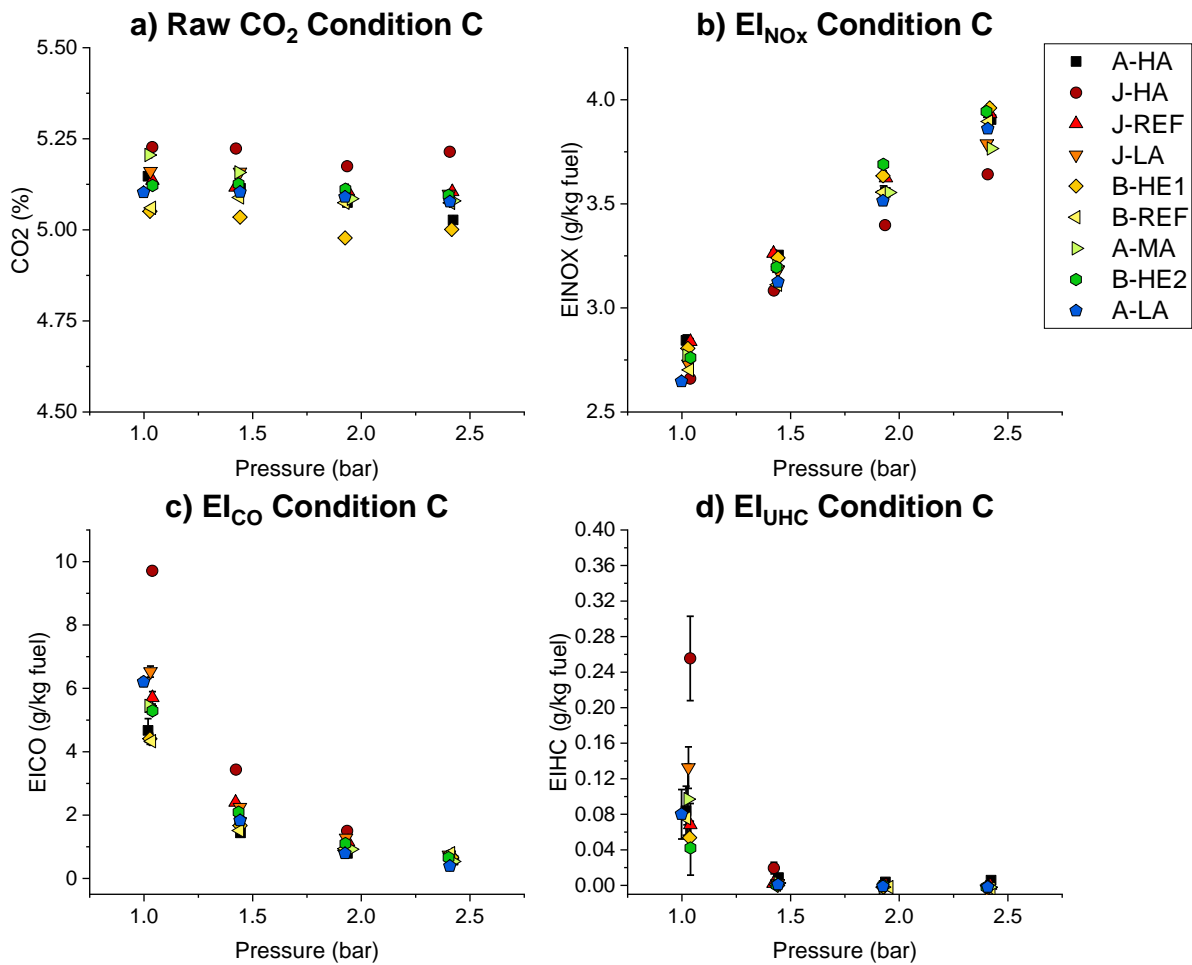 a) Raw CO₂ Condition C
5.50
5.25
5.00
4.75
4.50
CO2 (%)
1.0 1.5 2.0 2.5
Pressure (bar)
b) EI_NOx Condition C
4.0
3.5
3.0
2.5
EINOX (g/kg fuel)
1.0 1.5 2.0 2.5
Pressure (bar)
A-HA
J-HA
J-REF
J-LA
B-HE1
B-REF
A-MA
B-HE2
A-LA
c) EI_CO Condition C
10
8
6
4
2
0
EICO (g/kg fuel)
1.0 1.5 2.0 2.5
Pressure (bar)
d) EI_UHC Condition C
0.40
0.36
0.32
0.28
0.24
0.20
0.16
0.12
0.08
0.04
0.00
EIHC (g/kg fuel)
1.0 1.5 2.0 2.5
Pressure (bar)